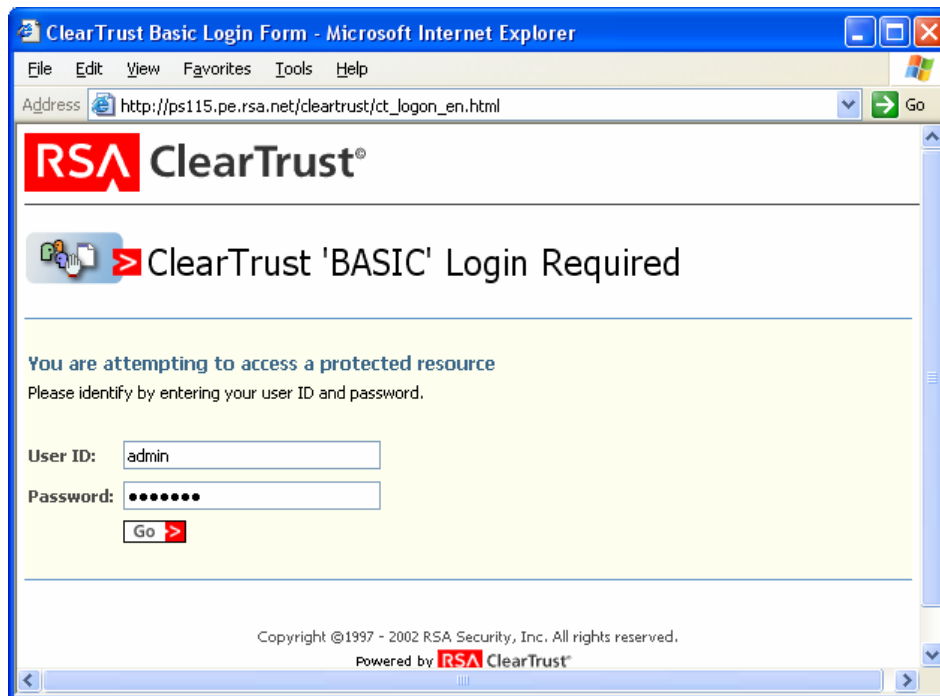 ClearTrust Basic Login Form - Microsoft Internet Explorer
File Edit View Favorites Tools Help
Address http://ps115.pe.rsa.net/cleartrust/ct_logon_en.html Go
RSA ClearTrust©
> ClearTrust 'BASIC' Login Required
You are attempting to access a protected resource
Please identify by entering your user ID and password.
User ID: admin
Password: •••••••
Go >
Copyright ©1997 - 2002 RSA Security, Inc. All rights reserved.
Powered by RSA ClearTrust